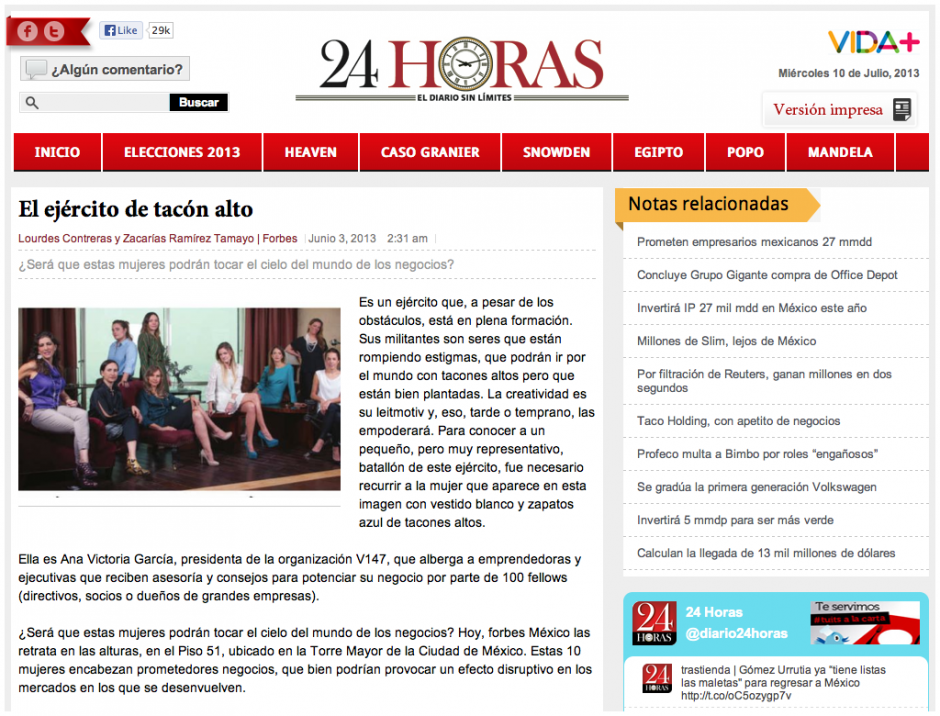 Like
29k
¿Algún comentario?
Buscar
24 HORAS
EL DIARIO SIN LÍMITES
VIDA+
Miércoles 10 de Julio, 2013
Versión impresa
INICIO
ELECCIONES 2013
HEAVEN
CASO GRANIER
SNOWDEN
EGIPTO
POPO
MANDELA
El ejército de tacón alto
Lourdes Contreras y Zacarías Ramírez Tamayo | Forbes
Junio 3, 2013 2:31 am
¿Será que estas mujeres podrán tocar el cielo del mundo de los negocios?
Es un ejército que, a pesar de los
obstáculos, está en plena formación.
Sus militantes son seres que están
rompiendo estigmas, que podrán ir por
el mundo con tacones altos pero que
están bien plantadas. La creatividad es
su leitmotiv y, eso, tarde o temprano, las
empoderará. Para conocer a un
pequeño, pero muy representativo,
batallón de este ejército, fue necesario
recurrir a la mujer que aparece en esta
imagen con vestido blanco y zapatos
azul de tacones altos.
Ella es Ana Victoria García, presidenta de la organización V147, que alberga a emprendedoras y
ejecutivas que reciben asesoría y consejos para potenciar su negocio por parte de 100 fellows
(directivos, socios o dueños de grandes empresas).
¿Será que estas mujeres podrán tocar el cielo del mundo de los negocios? Hoy, forbes México las
retrata en las alturas, en el Piso 51, ubicado en la Torre Mayor de la Ciudad de México. Estas 10
mujeres encabezan prometedores negocios, que bien podrían provocar un efecto disruptivo en los
mercados en los que se desenvuelven.
Notas relacionadas
Prometen empresarios mexicanos 27 mmdd
Concluye Grupo Gigante compra de Office Depot
Invertirá IP 27 mil mdd en México este año
Millones de Slim, lejos de México
Por filtración de Reuters, ganan millones en dos
segundos
Taco Holding, con apetito de negocios
Profeco multa a Bimbo por roles "engañosos"
Se gradúa la primera generación Volkswagen
Invertirá 5 mmdp para ser más verde
Calculan la llegada de 13 mil millones de dólares
24
HORAS
24 Horas
@diario24horas
Te servimos
#tuits a la carta
24
HORAS
trastienda | Gómez Urrutia ya "tiene listas
las maletas" para regresar a México
http://t.co/oC5ozygp7v